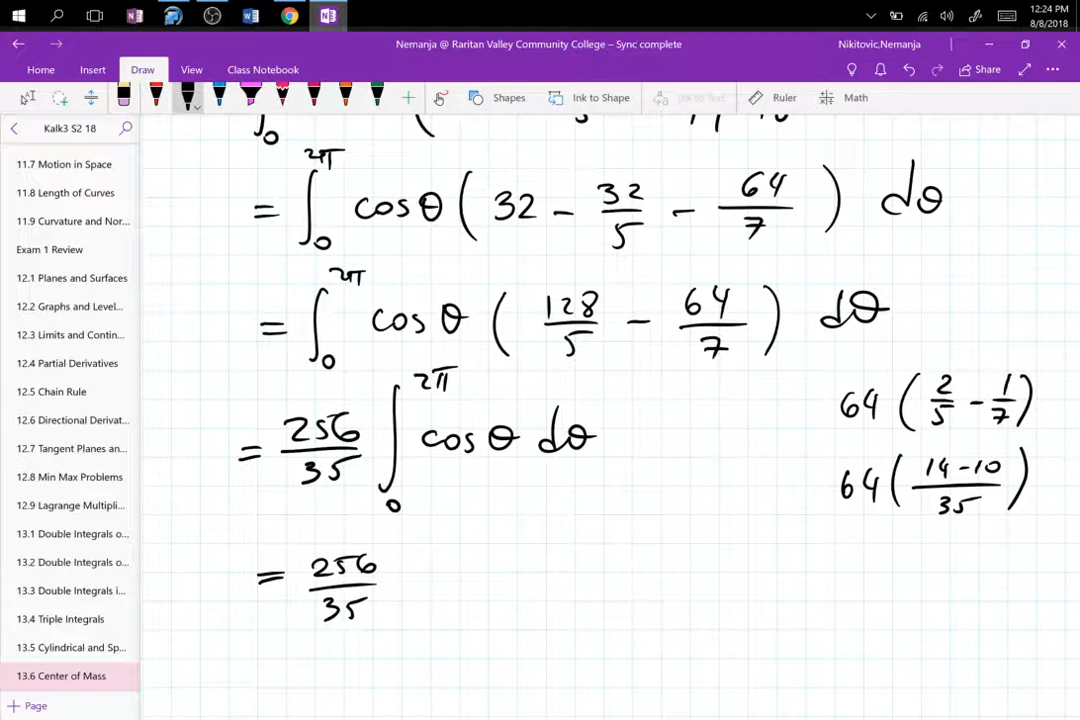 12:24 PM
8/8/2018
Nemanja @ Raritan Valley Community College – Sync complete
Nikitovic,Nemanja
Home Insert Draw View Class Notebook Share
Shapes Ink to Shape Ink to Text Ruler Math
Kalk3 S2 18
11.7 Motion in Space
11.8 Length of Curves
11.9 Curvature and Nor...
Exam 1 Review
12.1 Planes and Surfaces
12.2 Graphs and Level...
12.3 Limits and Contin...
12.4 Partial Derivatives
12.5 Chain Rule
12.6 Directional Derivat...
12.7 Tangent Planes an...
12.8 Min Max Problems
12.9 Lagrange Multipli...
13.1 Double Integrals o...
13.2 Double Integrals o...
13.3 Double Integrals i...
13.4 Triple Integrals
13.5 Cylindrical and Sp...
13.6 Center of Mass
+ Page
= ∫₀^2π cos θ ( 32 − 32/5 − 64/7 ) dθ
= ∫₀^2π cos θ ( 128/5 − 64/7 ) dθ
64 ( 2/5 − 1/7 )
= 256/35 ∫₀^2π cos θ dθ
64 ( 14−10/35 )
= 256/35